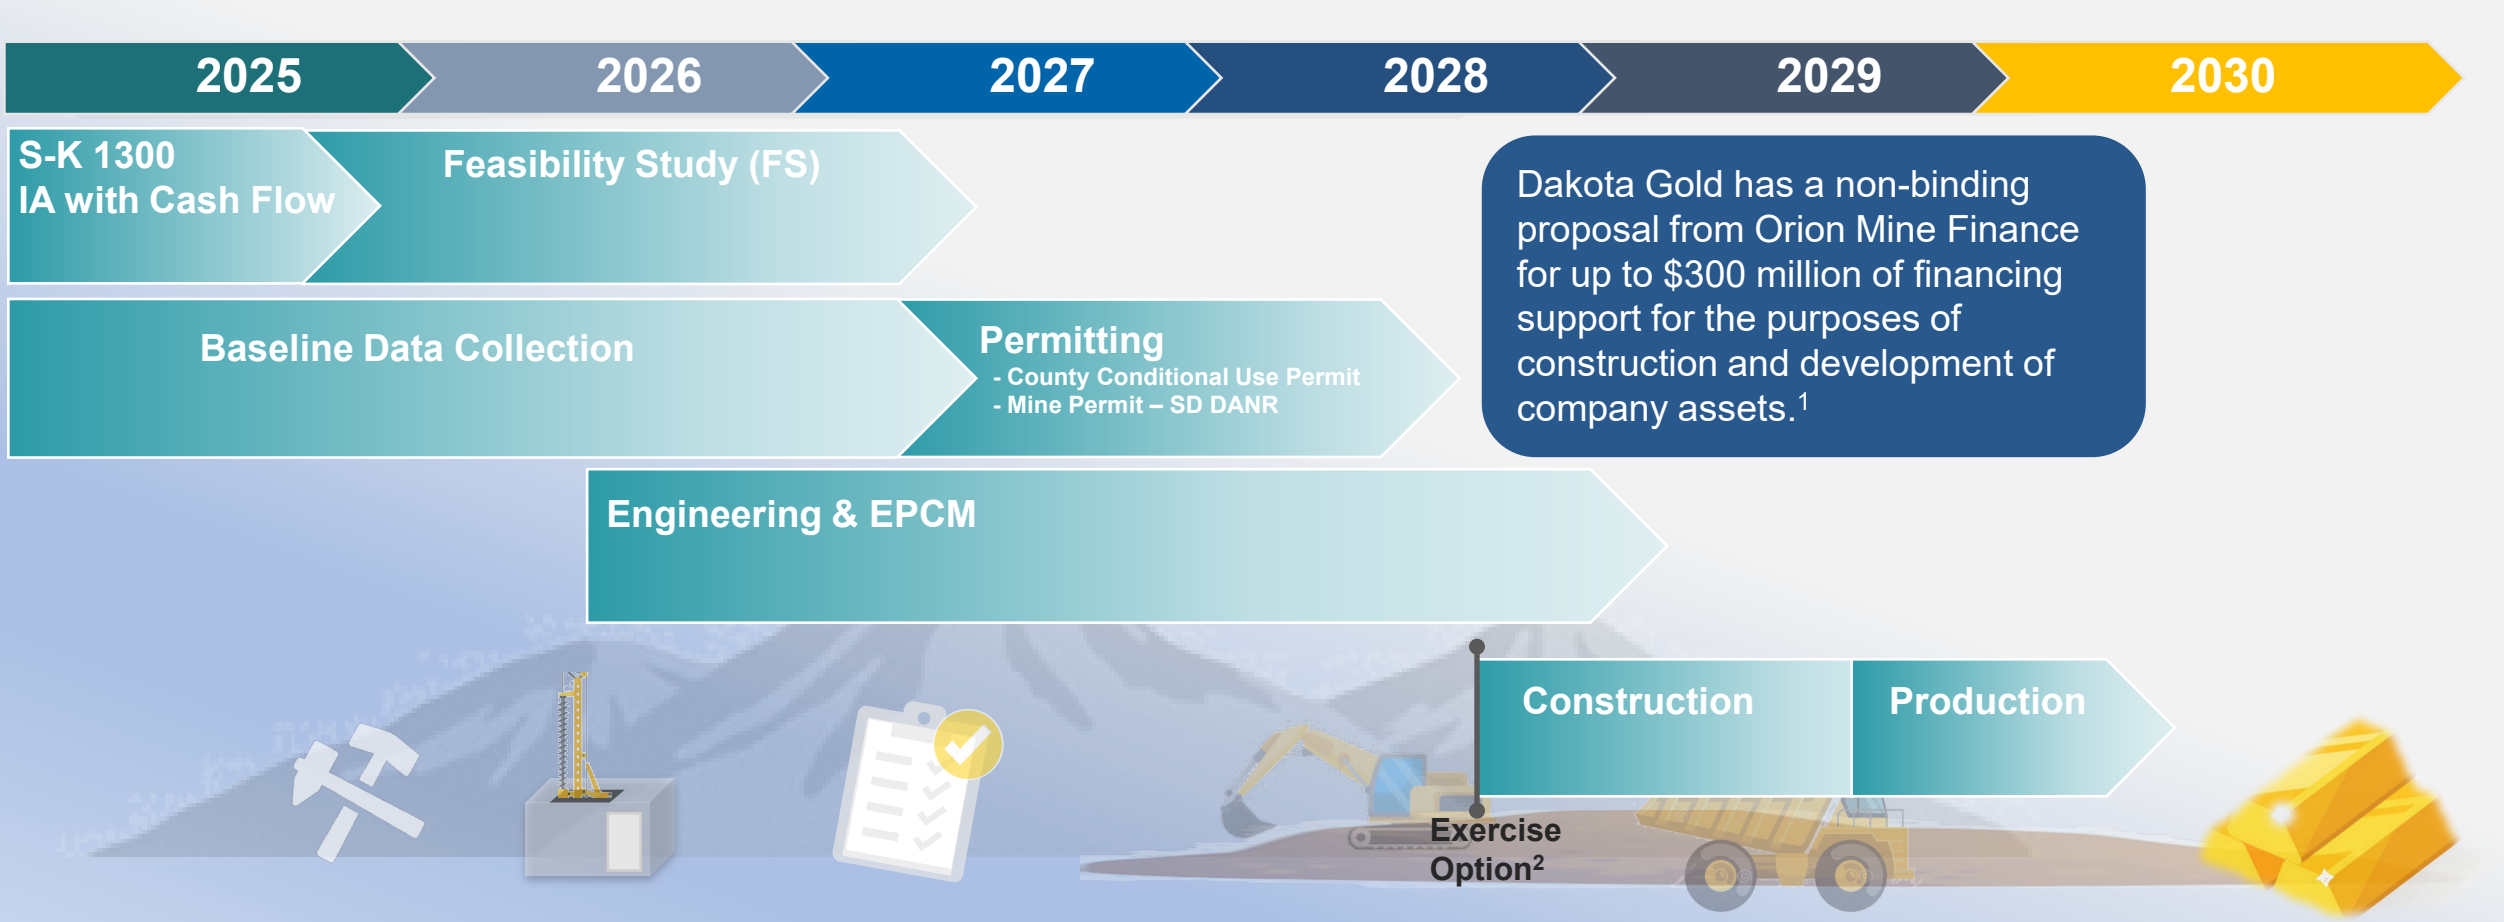 2025
2026
2027
2028
2029
2030
S-K 1300
IA with Cash Flow
Feasibility Study (FS)
Dakota Gold has a non-binding
proposal from Orion Mine Finance
for up to $300 million of financing
support for the purposes of
construction and development of
company assets.¹
Baseline Data Collection
Permitting
- County Conditional Use Permit
- Mine Permit – SD DANR
Engineering & EPCM
Construction
Production
Exercise
Option²